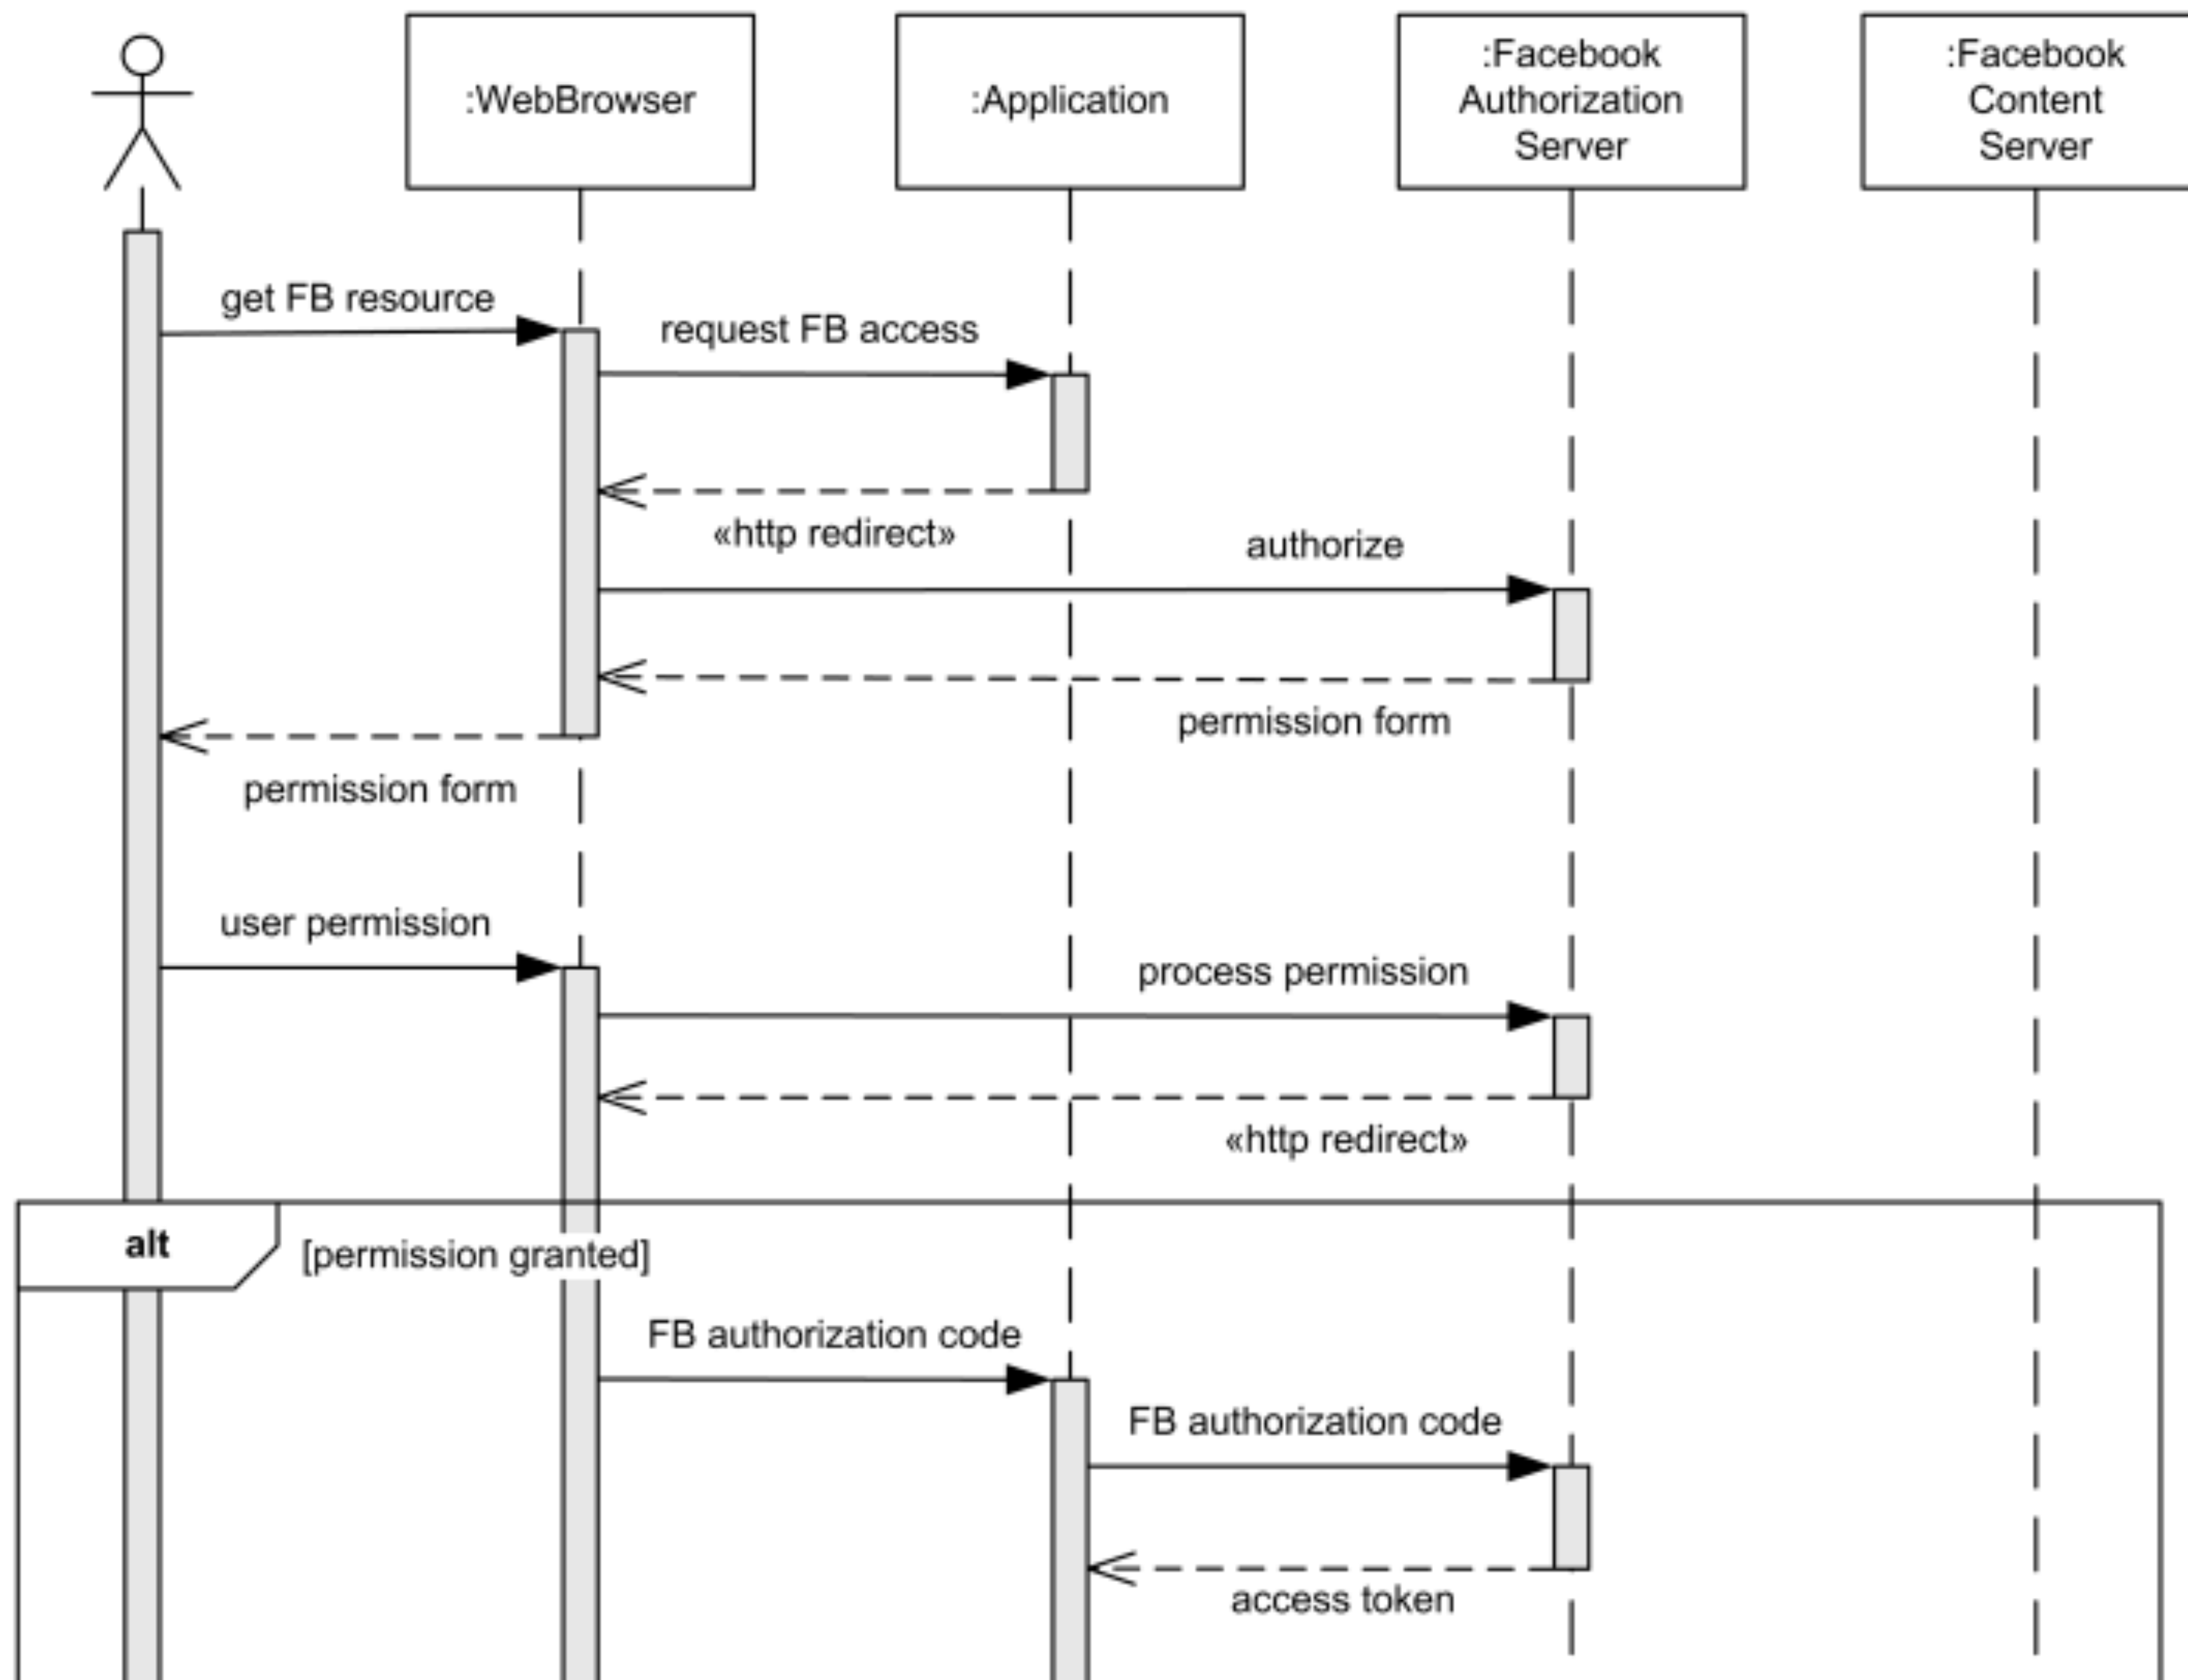 :WebBrowser
:Application
:Facebook
Authorization
Server
:Facebook
Content
Server
get FB resource
request FB access
«http redirect»
authorize
permission form
permission form
user permission
process permission
«http redirect»
alt
[permission granted]
FB authorization code
FB authorization code
access token